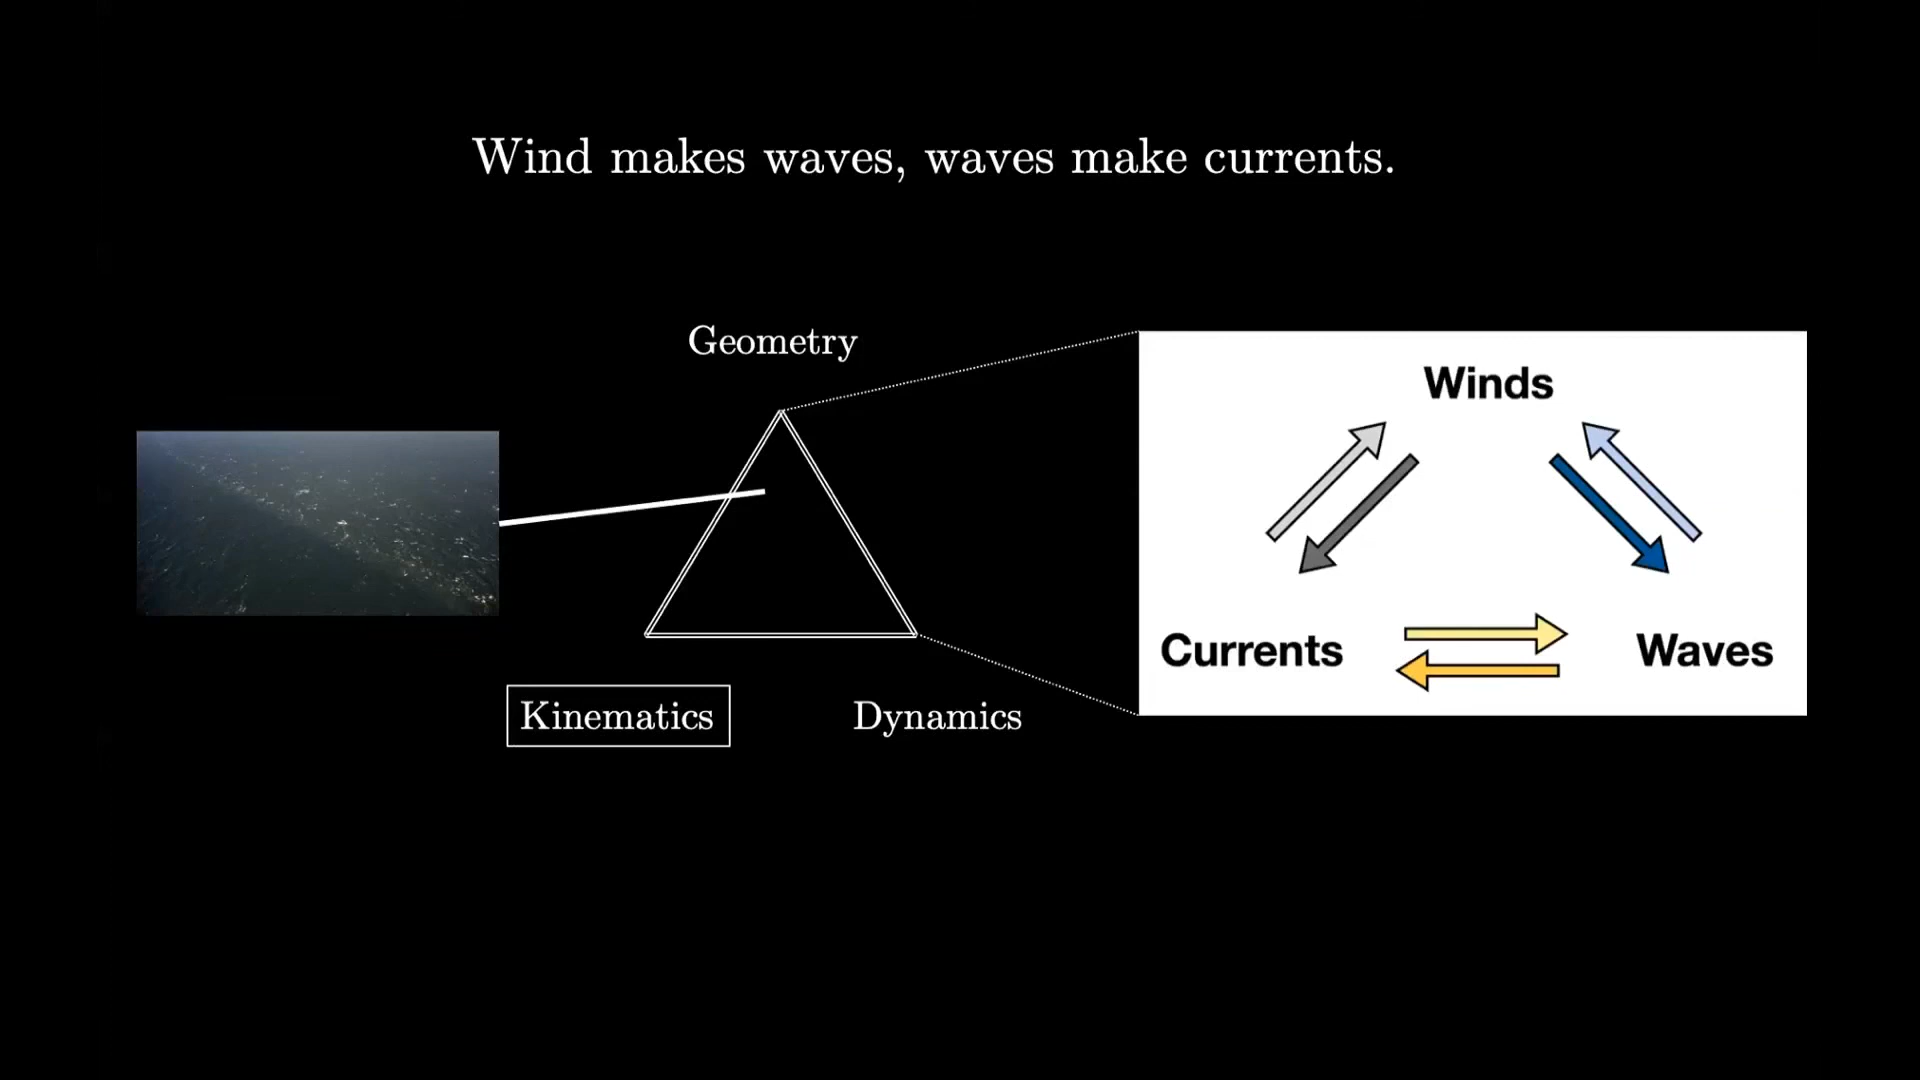 Wind makes waves, waves make currents.
Geometry
Kinematics
Dynamics
Winds
Currents
Waves